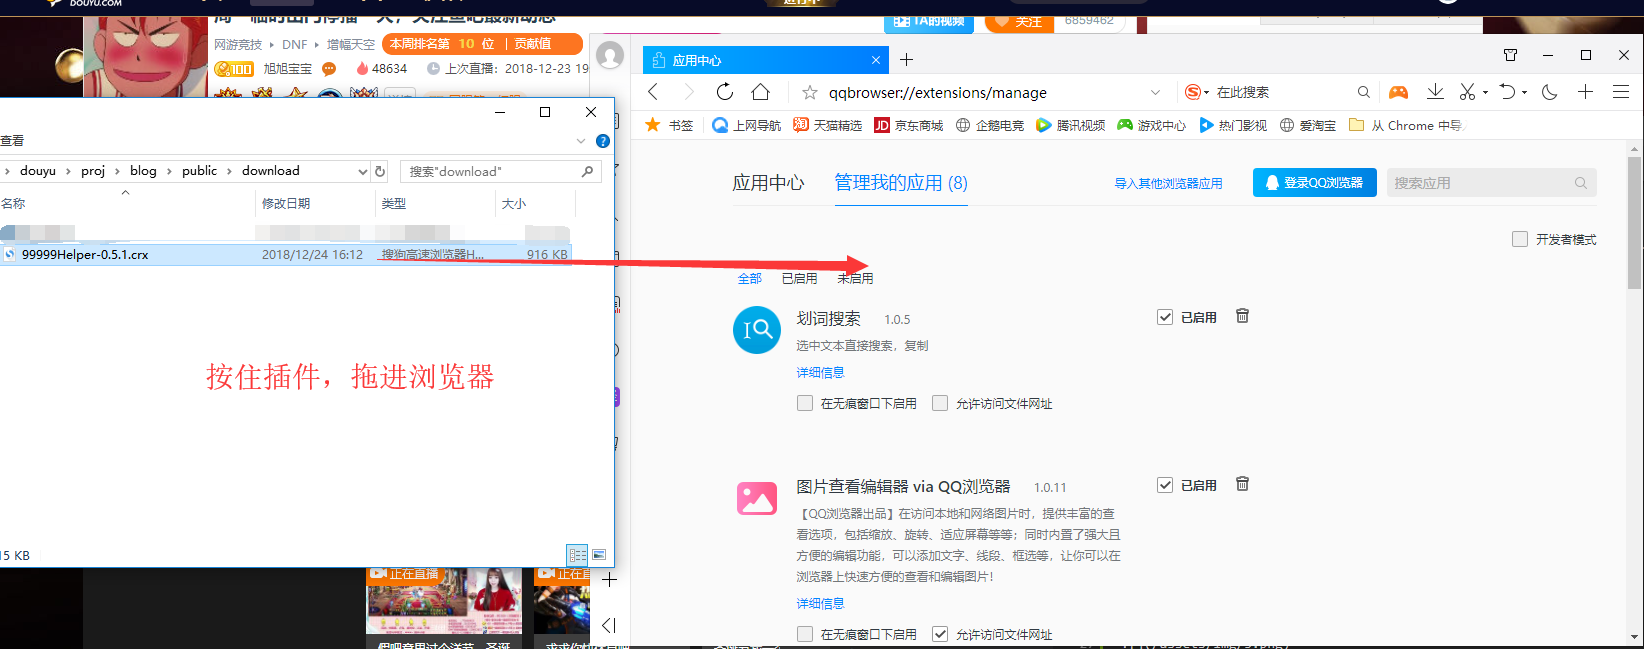 DOUYU.COM
进行中
TA的视频
关注
6859462
网游竞技 ▸ DNF ▸ 增幅天空
本周排名第 10 位 | 贡献值
100 旭旭宝宝 48634 上次直播：2018-12-23 19
查看
douyu › proj › blog › public › download
搜索"download"
名称 修改日期 类型 大小
99999Helper-0.5.1.crx 2018/12/24 16:12 搜狗高速浏览器H... 916 KB
按住插件，拖进浏览器
5 KB
正在直播
应用中心
qqbrowser://extensions/manage
在此搜索
书签 上网导航 天猫精选 京东商城 企鹅电竞 腾讯视频 游戏中心 热门影视 爱淘宝 从 Chrome 中导
应用中心 管理我的应用 (8) 导入其他浏览器应用 登录QQ浏览器 搜索应用
开发者模式
全部 已启用 未启用
划词搜索 1.0.5 已启用
选中文本直接搜索，复制
详细信息
在无痕窗口下启用 允许访问文件网址
图片查看编辑器 via QQ浏览器 1.0.11 已启用
【QQ浏览器出品】在访问本地和网络图片时，提供丰富的查
看选项，包括缩放、旋转、适应屏幕等等；同时内置了强大且
方便的编辑功能，可以添加文字、线段、框选等，让你可以在
浏览器上快速方便的查看和编辑图片！
详细信息
在无痕窗口下启用 允许访问文件网址